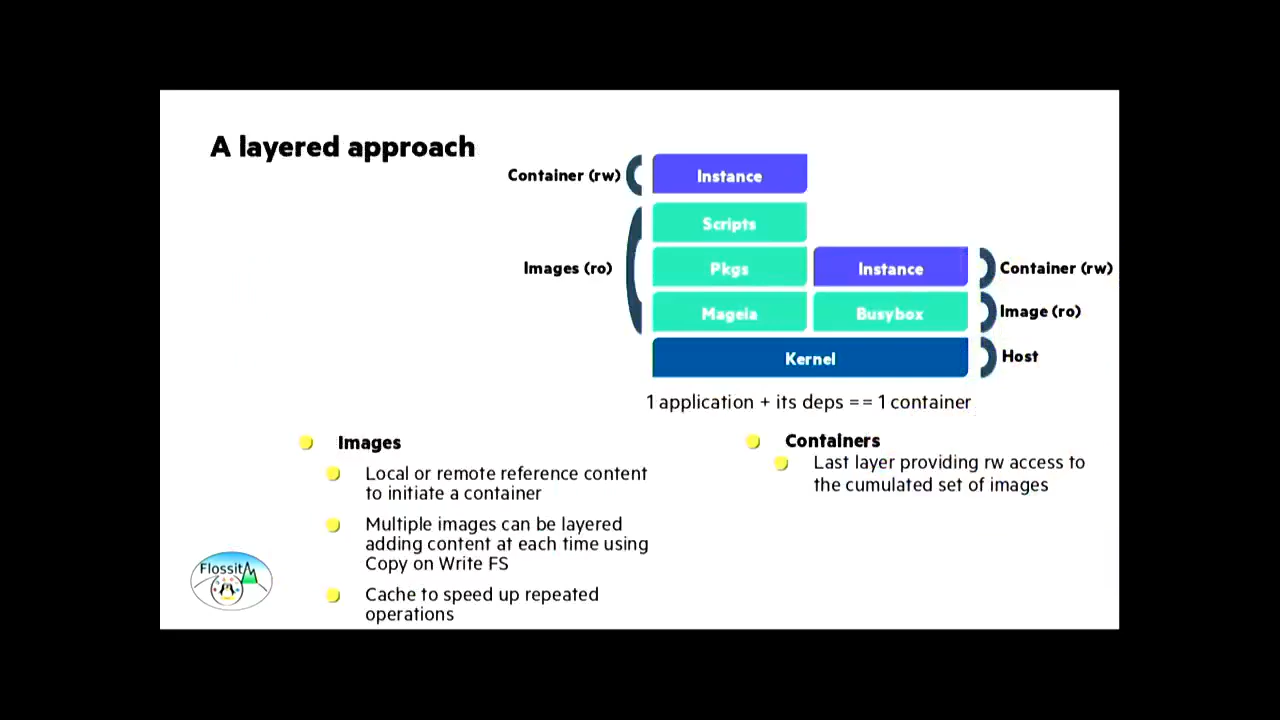 A layered approach
Container (rw)
Instance
Scripts
Images (ro)
Pkgs
Instance
Container (rw)
Mageia
Busybox
Image (ro)
Kernel
Host
1 application + its deps == 1 container
Images
Local or remote reference content
to initiate a container
Multiple images can be layered
adding content at each time using
Copy on Write FS
Cache to speed up repeated
operations
Containers
Last layer providing rw access to
the cumulated set of images
Flossita